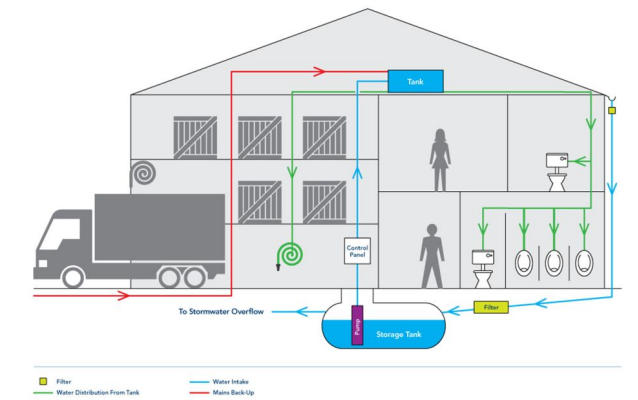 Tank
Control
Panel
To Stormwater Overflow
Pump
Storage Tank
Filter
Filter
Water Intake
Water Distribution From Tank
Mains Back-Up